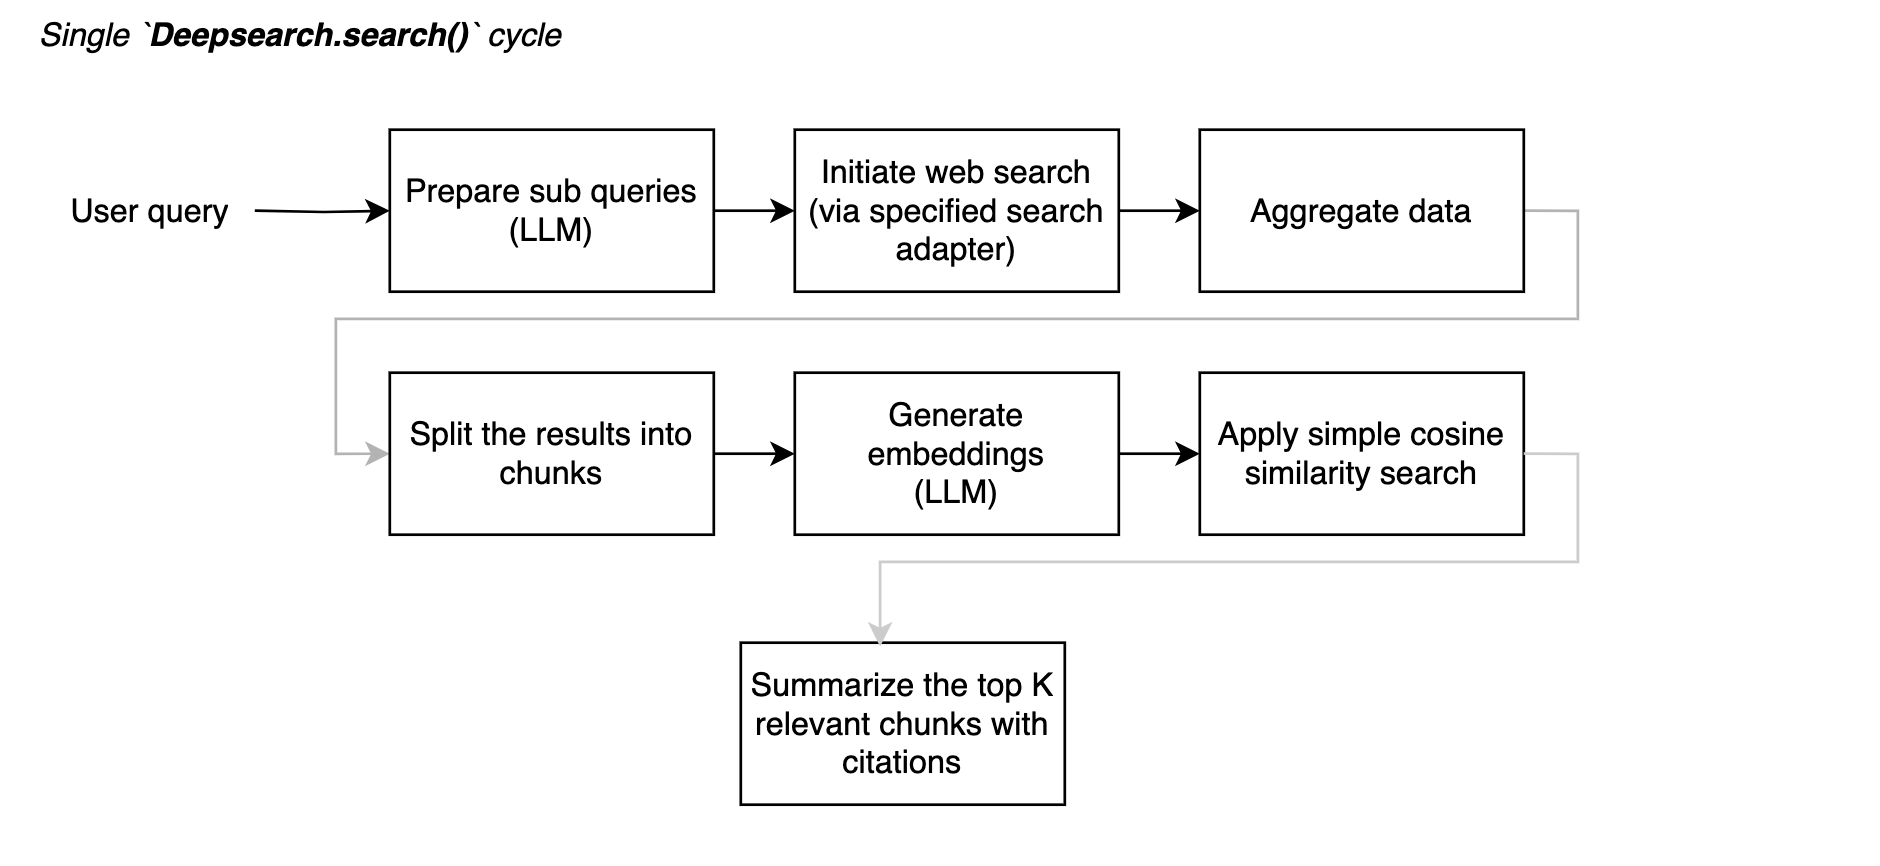 Single `Deepsearch.search()` cycle
User query
Prepare sub queries
(LLM)
Initiate web search
(via specified search
adapter)
Aggregate data
Split the results into
chunks
Generate
embeddings
(LLM)
Apply simple cosine
similarity search
Summarize the top K
relevant chunks with
citations